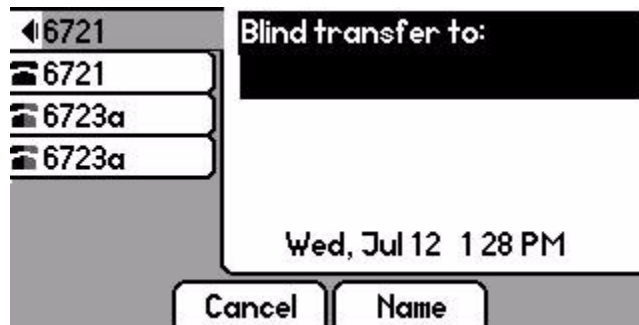 6721
6721
6723a
6723a
Blind transfer to:
Wed, Jul 12 1 28 PM
Cancel
Name